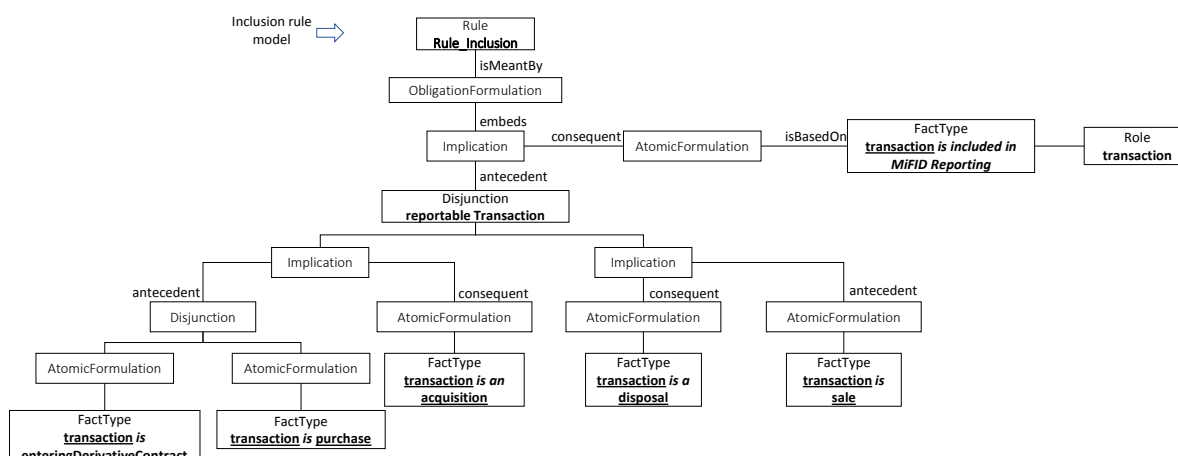 Inclusion rule
model
Rule
Rule_Inclusion
isMeantBy
ObligationFormulation
embeds
Implication
consequent
AtomicFormulation
isBasedOn
FactType
transaction is included in
MiFID Reporting
Role
transaction
antecedent
Disjunction
reportable Transaction
Implication
Implication
antecedent
consequent
consequent
antecedent
Disjunction
AtomicFormulation
AtomicFormulation
AtomicFormulation
AtomicFormulation
AtomicFormulation
FactType
transaction is an
acquisition
FactType
transaction is a
disposal
FactType
transaction is
sale
FactType
transaction is
enteringDerivativeContract
FactType
transaction is purchase